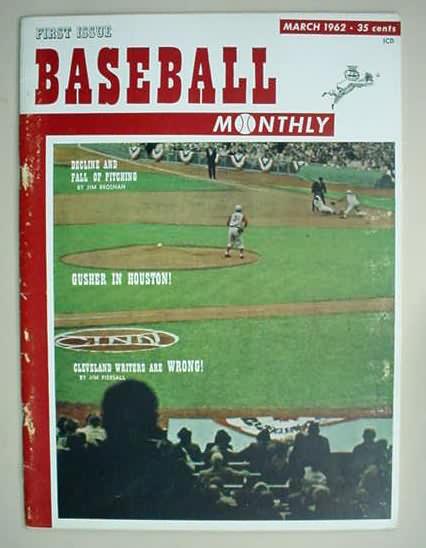 FIRST ISSUE
MARCH 1962 - 35 cents
ICD
BASEBALL
MONTHLY
DECLINE AND
FALL OF PITCHING
BY JIM BROSNAN
GUSHER IN HOUSTON!
CLEVELAND WRITERS ARE WRONG!
BY JIM PIERSALL